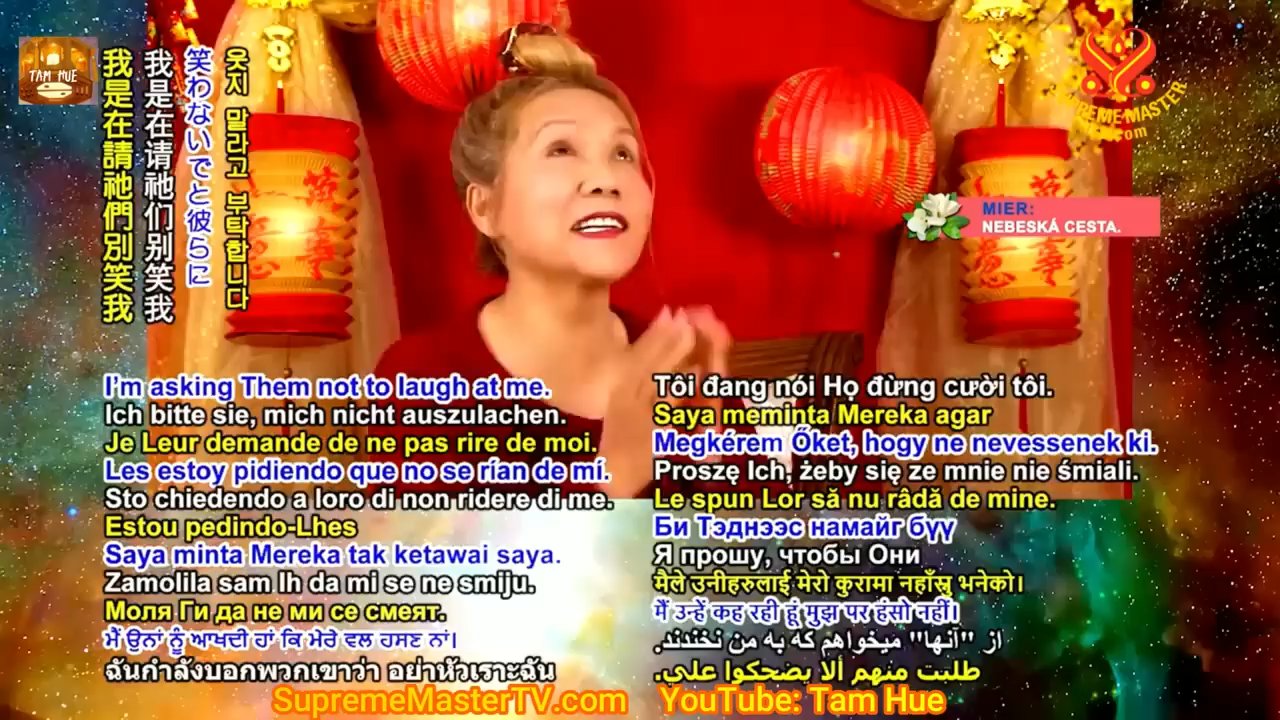 TAM HUE
我是在請祂們別笑我
我是在请祂们别笑我
笑わないでと彼らに
웃지 말라고 부탁합니다
SUPREME MASTER
MIER:
NEBESKÁ CESTA.
I'm asking Them not to laugh at me.
Ich bitte sie, mich nicht auszulachen.
Je Leur demande de ne pas rire de moi.
Les estoy pidiendo que no se rían de mí.
Sto chiedendo a loro di non ridere di me.
Estou pedindo-Lhes
Saya minta Mereka tak ketawai saya.
Zamolila sam Ih da mi se ne smiju.
Моля Ги да не ми се смеят.
ਮੈਂ ਉਨਾਂ ਨੂੰ ਆਖਦੀ ਹਾਂ ਕਿ ਮੇਰੇ ਵਲ ਹਸਣ ਨਾਂ।
ฉันกำลังบอกพวกเขาว่า อย่าหัวเราะฉัน
Tôi đang nói Họ đừng cười tôi.
Saya meminta Mereka agar
Megkérem Őket, hogy ne nevessenek ki.
Proszę Ich, żeby się ze mnie nie śmiali.
Le spun Lor să nu râdă de mine.
Би Тэднээс намайг бүү
Я прошу, чтобы Они
मैले उनीहरुलाई मेरो कुरामा नहाँस्नु भनेको।
मैं उन्हें कह रही हूं मुझ पर हंसो नहीं।
از "آنها" میخواهم که به من نخندند.
طلبت منهم ألا يضحكوا علي.
SupremeMasterTV.com YouTube: Tam Hue